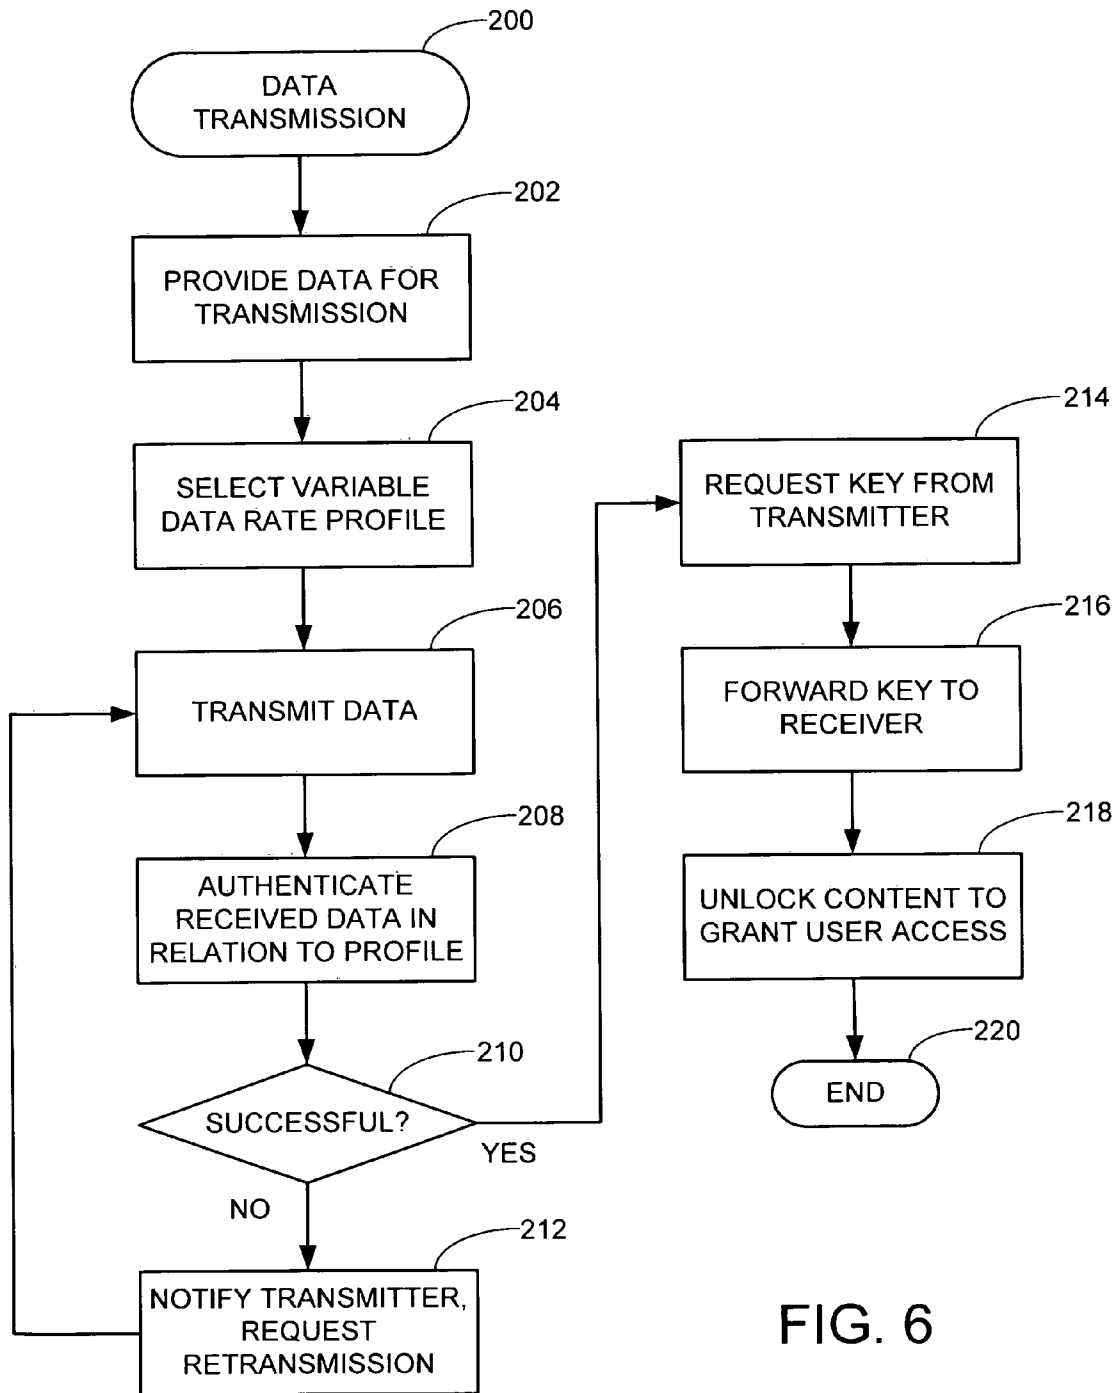 200
DATA
TRANSMISSION
202
PROVIDE DATA FOR
TRANSMISSION
204
SELECT VARIABLE
DATA RATE PROFILE
206
TRANSMIT DATA
208
AUTHENTICATE
RECEIVED DATA IN
RELATION TO PROFILE
210
SUCCESSFUL?
YES
NO
212
NOTIFY TRANSMITTER,
REQUEST
RETRANSMISSION
214
REQUEST KEY FROM
TRANSMITTER
216
FORWARD KEY TO
RECEIVER
218
UNLOCK CONTENT TO
GRANT USER ACCESS
220
END
FIG. 6